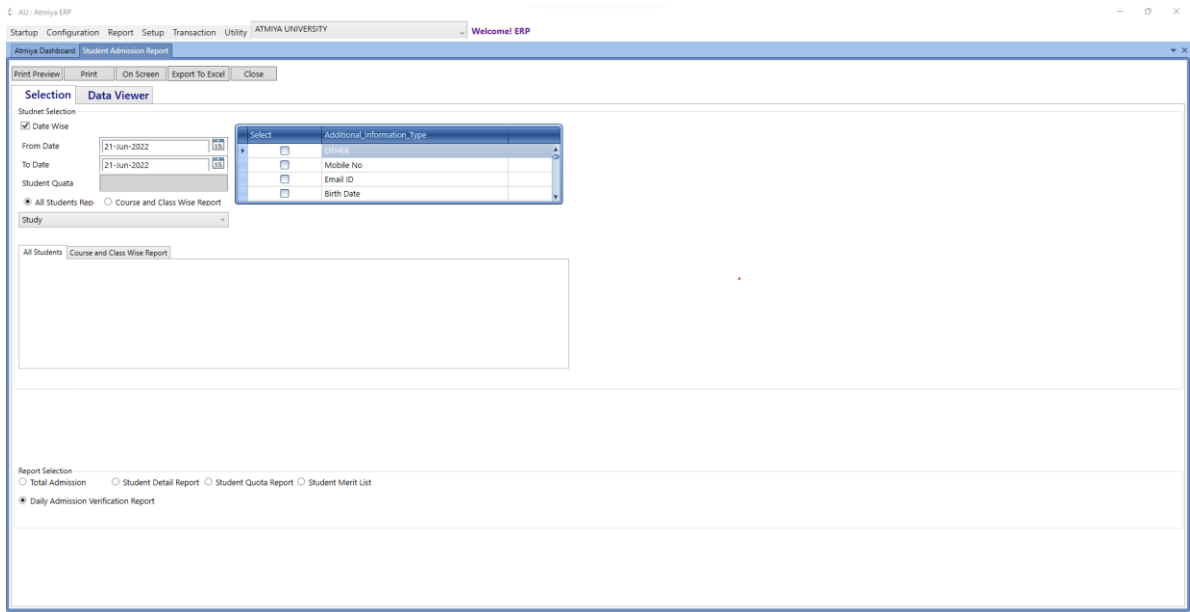 AU : Atmiya ERP
Startup Configuration Report Setup Transaction Utility ATMIYA UNIVERSITY Welcome! ERP
Atmiya Dashboard Student Admission Report
Print Preview Print On Screen Export To Excel Close
Selection Data Viewer
Studnet Selection
Date Wise
Select Additional_Information_Type
From Date 21-Jun-2022 15
OTHER
To Date 21-Jun-2022 15
Mobile No
Student Quata
Email ID
Birth Date
All Students Rep Course and Class Wise Report
Study
All Students Course and Class Wise Report
Report Selection
Total Admission Student Detail Report Student Quota Report Student Merit List
Daily Admission Verification Report